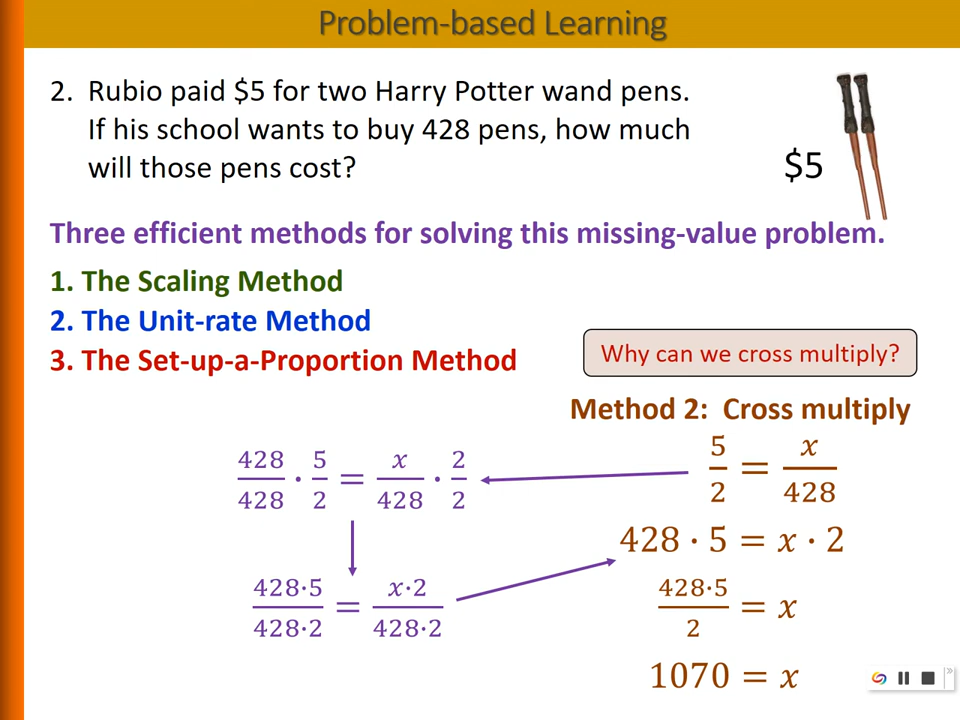 Problem-based Learning
2. Rubio paid $5 for two Harry Potter wand pens.
If his school wants to buy 428 pens, how much
will those pens cost?
$5
Three efficient methods for solving this missing-value problem.
1. The Scaling Method
2. The Unit-rate Method
3. The Set-up-a-Proportion Method
Why can we cross multiply?
Method 2: Cross multiply
428/428 · 5/2 = x/428 · 2/2
5/2 = x/428
428 · 5 = x · 2
428·5/428·2 = x·2/428·2
428·5/2 = x
1070 = x